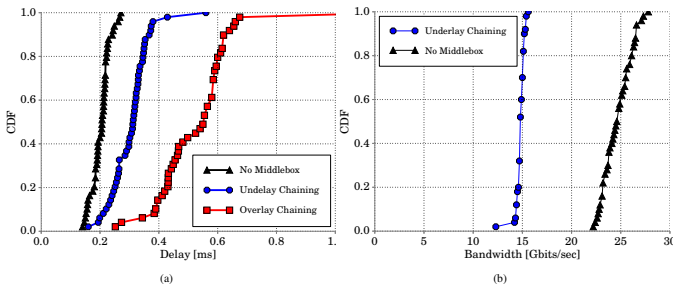 1.0
0.8
0.6
0.4
0.2
0.0
CDF
No Middlebox
Undelay Chaining
Overlay Chaining
0.0 0.2 0.4 0.6 0.8 1.0
Delay [ms]
(a)
1.0
0.8
0.6
0.4
0.2
0.0
CDF
Underlay Chaining
No Middlebox
0 5 10 15 20 25 30
Bandwidth [Gbits/sec]
(b)